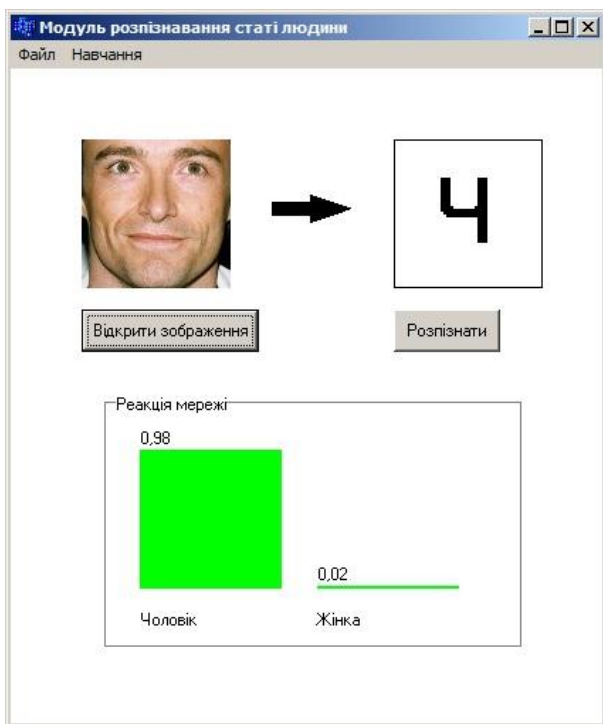 Модуль розпізнавання статі людини
Файл Навчання
Ч
Відкрити зображення
Розпізнати
Реакція мережі
0,98
0,02
Чоловік
Жінка